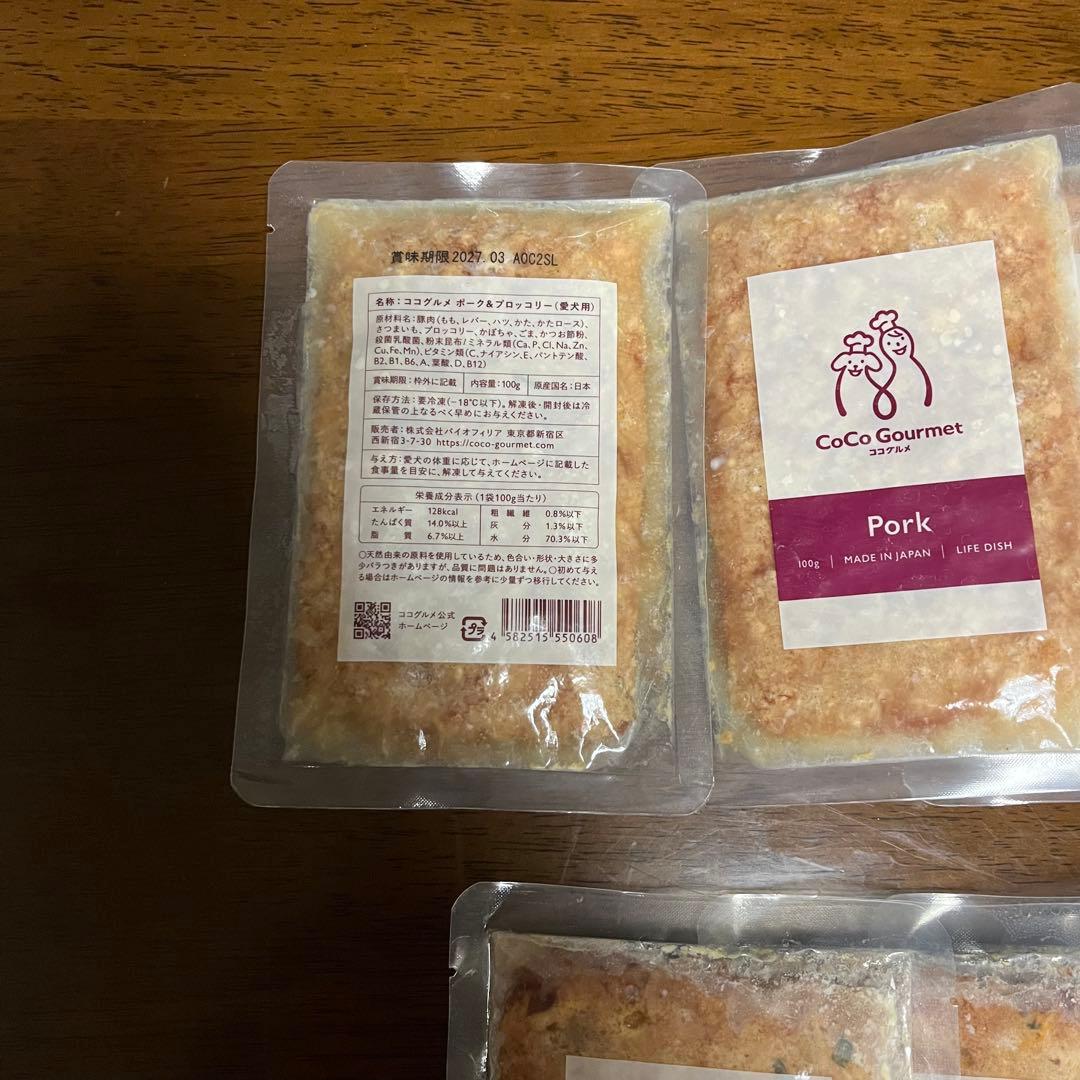 賞味期限2027.03 AOC2SL
名称：ココグルメ ポーク＆ブロッコリー（愛犬用）
原材料名：豚肉（もも、レバー、ハツ、かた、かたロース）、
さつまいも、ブロッコリー、かぼちゃ、ごま、かつお節粉、
殺菌乳酸菌、粉末昆布/ミネラル類（Ca、P、Cl、Na、Zn、
Cu、Fe、Mn）、ビタミン類（C、ナイアシン、E、パントテン酸、
B2、B1、B6、A、葉酸、D、B12）
賞味期限：枠外に記載 内容量：100g 原産国名：日本
保存方法：要冷凍（−18℃以下）。解凍後・開封後は冷
蔵保管の上なるべく早めにお与えください。
販売者：株式会社バイオフィリア 東京都新宿区
西新宿3-7-30 https://coco-gourmet.com
与え方：愛犬の体重に応じて、ホームページに記載した
食事量を目安に、解凍して与えてください。
栄養成分表示（1袋100g当たり）
エネルギー 128kcal 粗繊維 0.8%以下
たんぱく質 14.0%以上 灰分 1.3%以下
脂質 6.7%以上 水分 70.3%以下
○天然由来の原料を使用しているため、色合い・形状・大きさに多
少バラつきがありますが、品質に問題はありません。○初めて与え
る場合はホームページの情報を参考に少量ずつ移行してください。
ココグルメ公式
ホームページ
プラ
4 582515 550608
CoCo Gourmet
ココグルメ
Pork
100g | MADE IN JAPAN | LIFE DISH